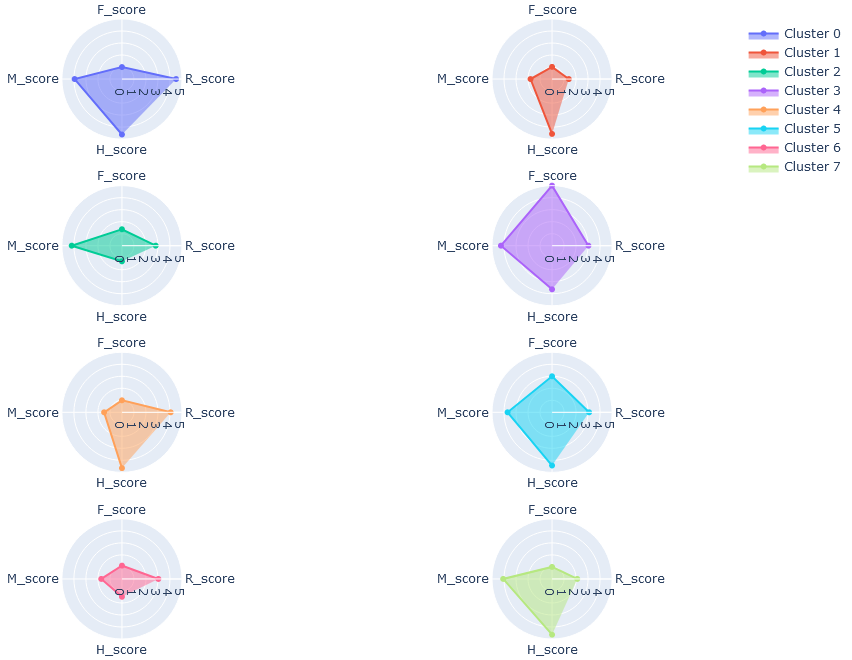 F_score
M_score
R_score
0 1 2 3 4 5
H_score
F_score
M_score
R_score
0 1 2 3 4 5
H_score
Cluster 0
Cluster 1
Cluster 2
Cluster 3
Cluster 4
Cluster 5
Cluster 6
Cluster 7
F_score
M_score
R_score
0 1 2 3 4 5
H_score
F_score
M_score
R_score
0 1 2 3 4 5
H_score
F_score
M_score
R_score
0 1 2 3 4 5
H_score
F_score
M_score
R_score
0 1 2 3 4 5
H_score
F_score
M_score
R_score
0 1 2 3 4 5
H_score
F_score
M_score
R_score
0 1 2 3 4 5
H_score